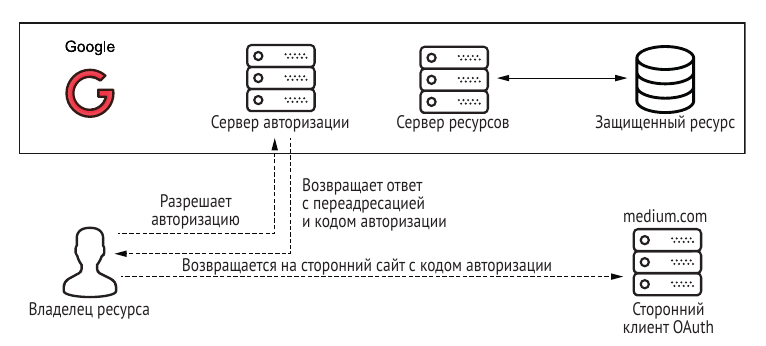 Google
Сервер авторизации
Сервер ресурсов
Защищенный ресурс
Разрешает
авторизацию
Возвращает ответ
с переадресацией
и кодом авторизации
medium.com
Возвращается на сторонний сайт с кодом авторизации
Владелец ресурса
Сторонний
клиент OAuth